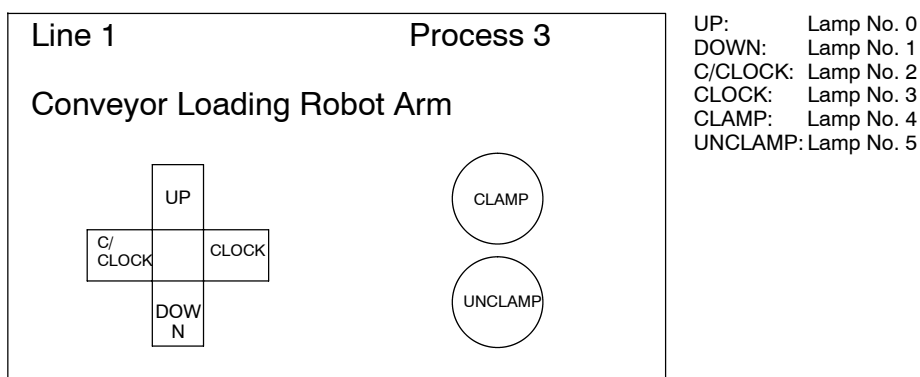 Line 1 Process 3
Conveyor Loading Robot Arm
UP
C/
CLOCK
CLOCK
DOW
N
CLAMP
UNCLAMP
UP: Lamp No. 0
DOWN: Lamp No. 1
C/CLOCK: Lamp No. 2
CLOCK: Lamp No. 3
CLAMP: Lamp No. 4
UNCLAMP: Lamp No. 5